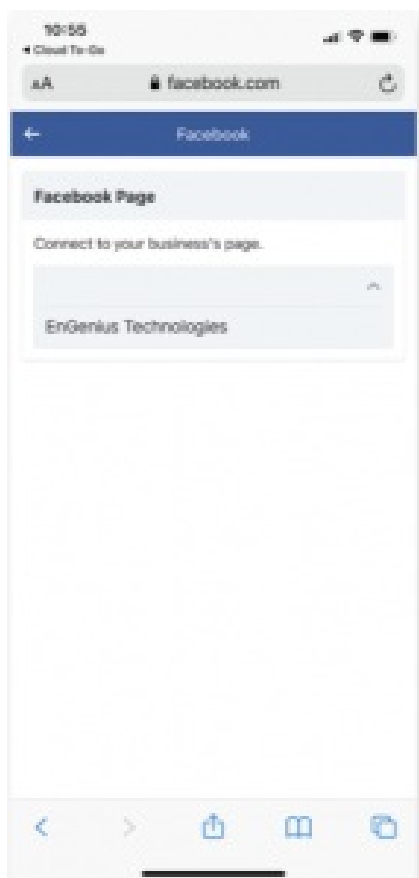 10:55
Cloud To-Go
AA facebook.com
Facebook
Facebook Page
Connect to your business's page.
EnGenius Technologies